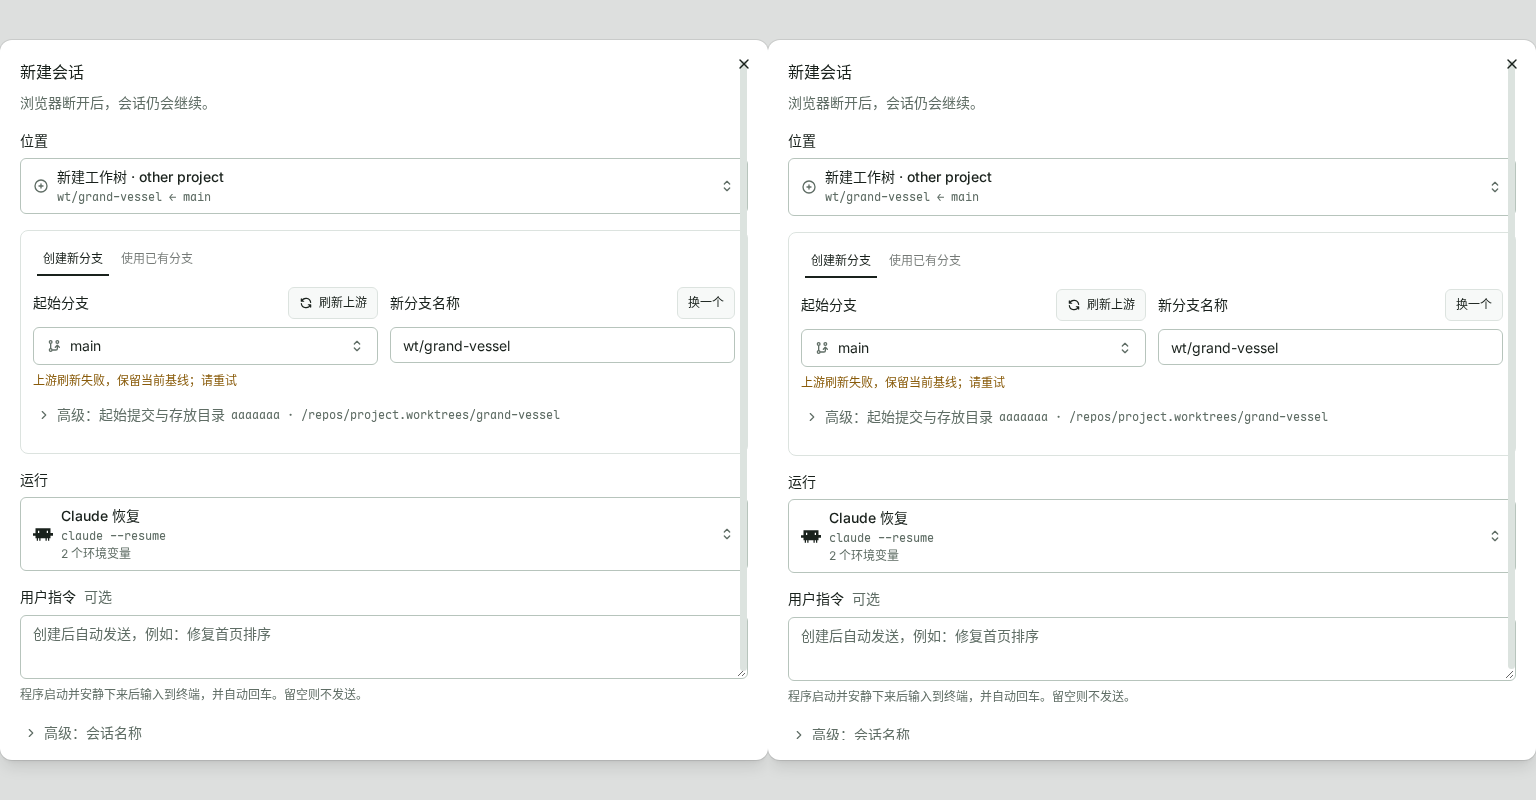 新建会话
浏览器断开后，会话仍会继续。
位置
新建工作树 · other project
wt/grand-vessel ← main
创建新分支 使用已有分支
起始分支 刷新上游 新分支名称 换一个
main wt/grand-vessel
上游刷新失败，保留当前基线；请重试
高级：起始提交与存放目录 aaaaaaa · /repos/project.worktrees/grand-vessel
运行
Claude 恢复
claude --resume
2 个环境变量
用户指令 可选
创建后自动发送，例如：修复首页排序
程序启动并安静下来后输入到终端，并自动回车。留空则不发送。
高级：会话名称
新建会话
浏览器断开后，会话仍会继续。
位置
新建工作树 · other project
wt/grand-vessel ← main
创建新分支 使用已有分支
起始分支 刷新上游 新分支名称 换一个
main wt/grand-vessel
上游刷新失败，保留当前基线；请重试
高级：起始提交与存放目录 aaaaaaa · /repos/project.worktrees/grand-vessel
运行
Claude 恢复
claude --resume
2 个环境变量
用户指令 可选
创建后自动发送，例如：修复首页排序
程序启动并安静下来后输入到终端，并自动回车。留空则不发送。
高级：会话名称